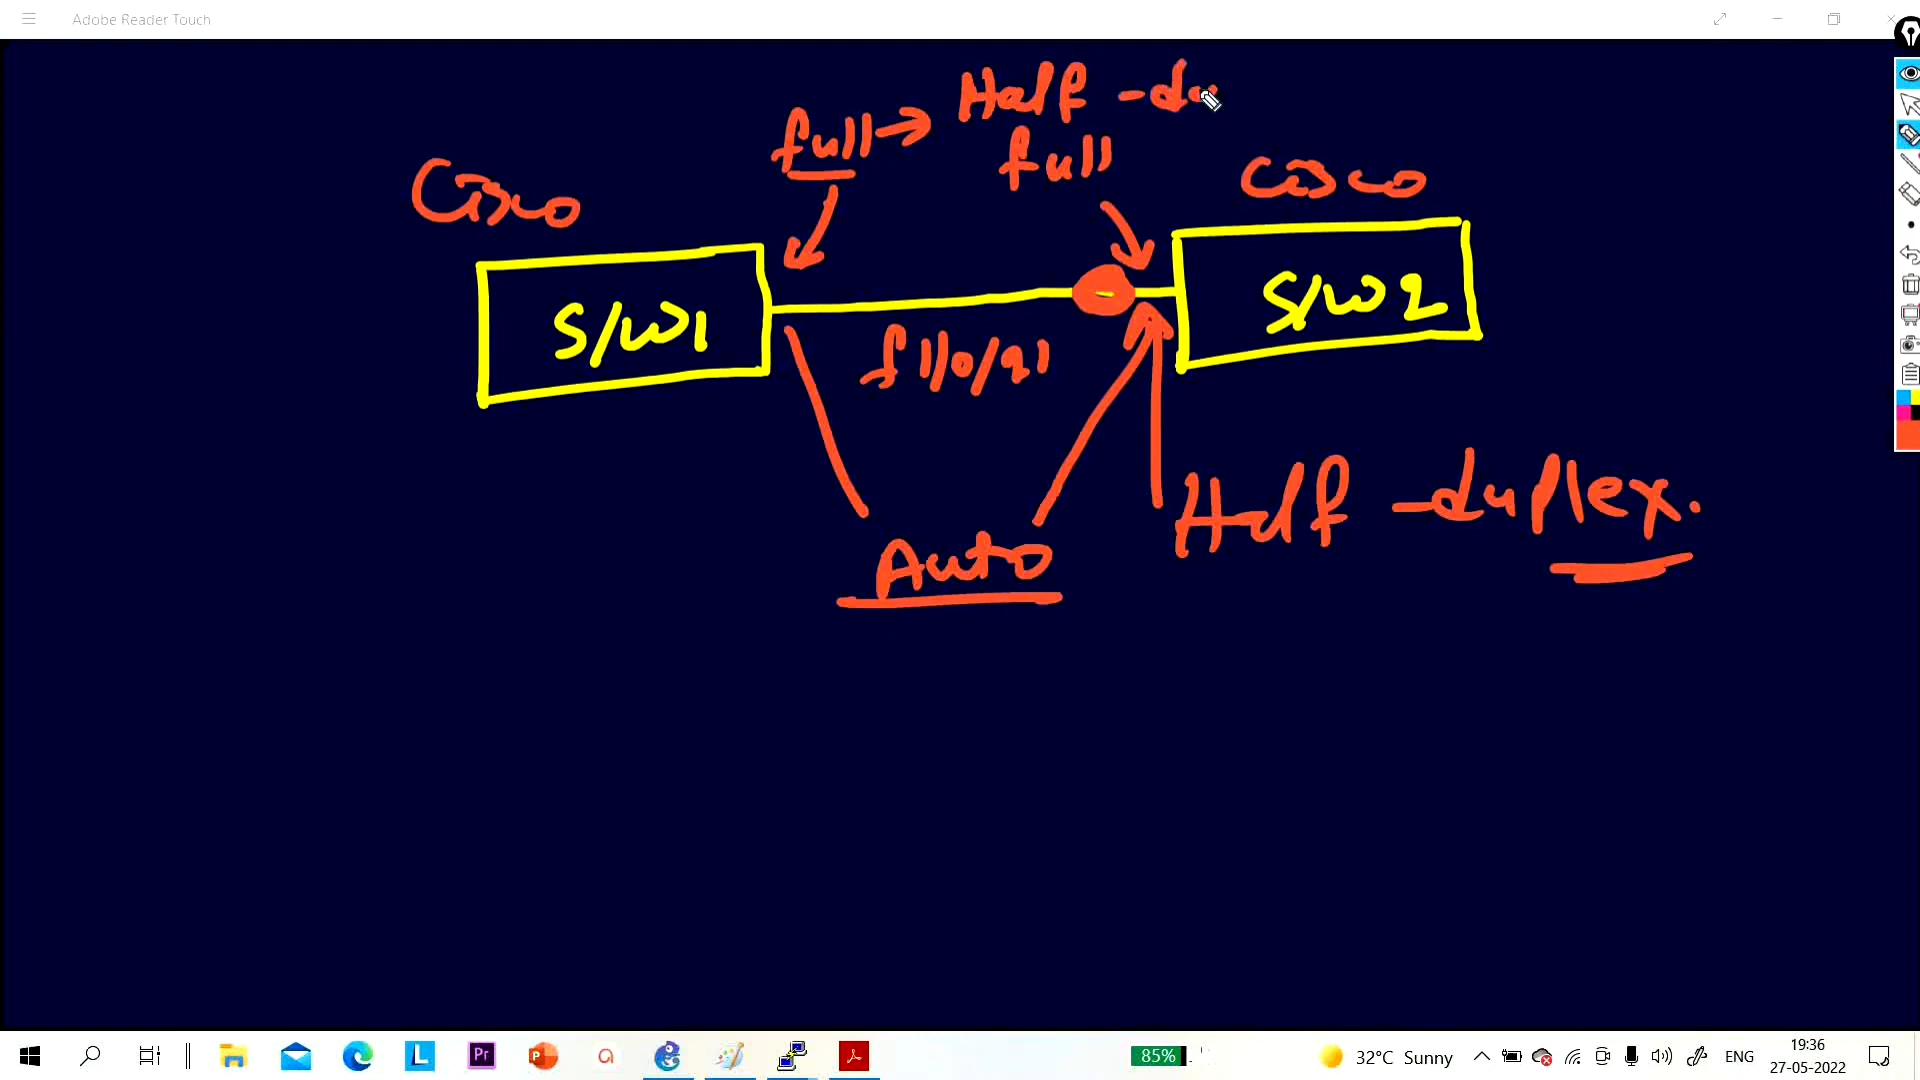 Adobe Reader Touch
Half - du
full → full
Cisco Cisco
S/W1 S/W2
f1/0/21
Half - duplex.
Auto
L
Pr
P
a
85%
32°C Sunny
ENG
19:36
27-05-2022